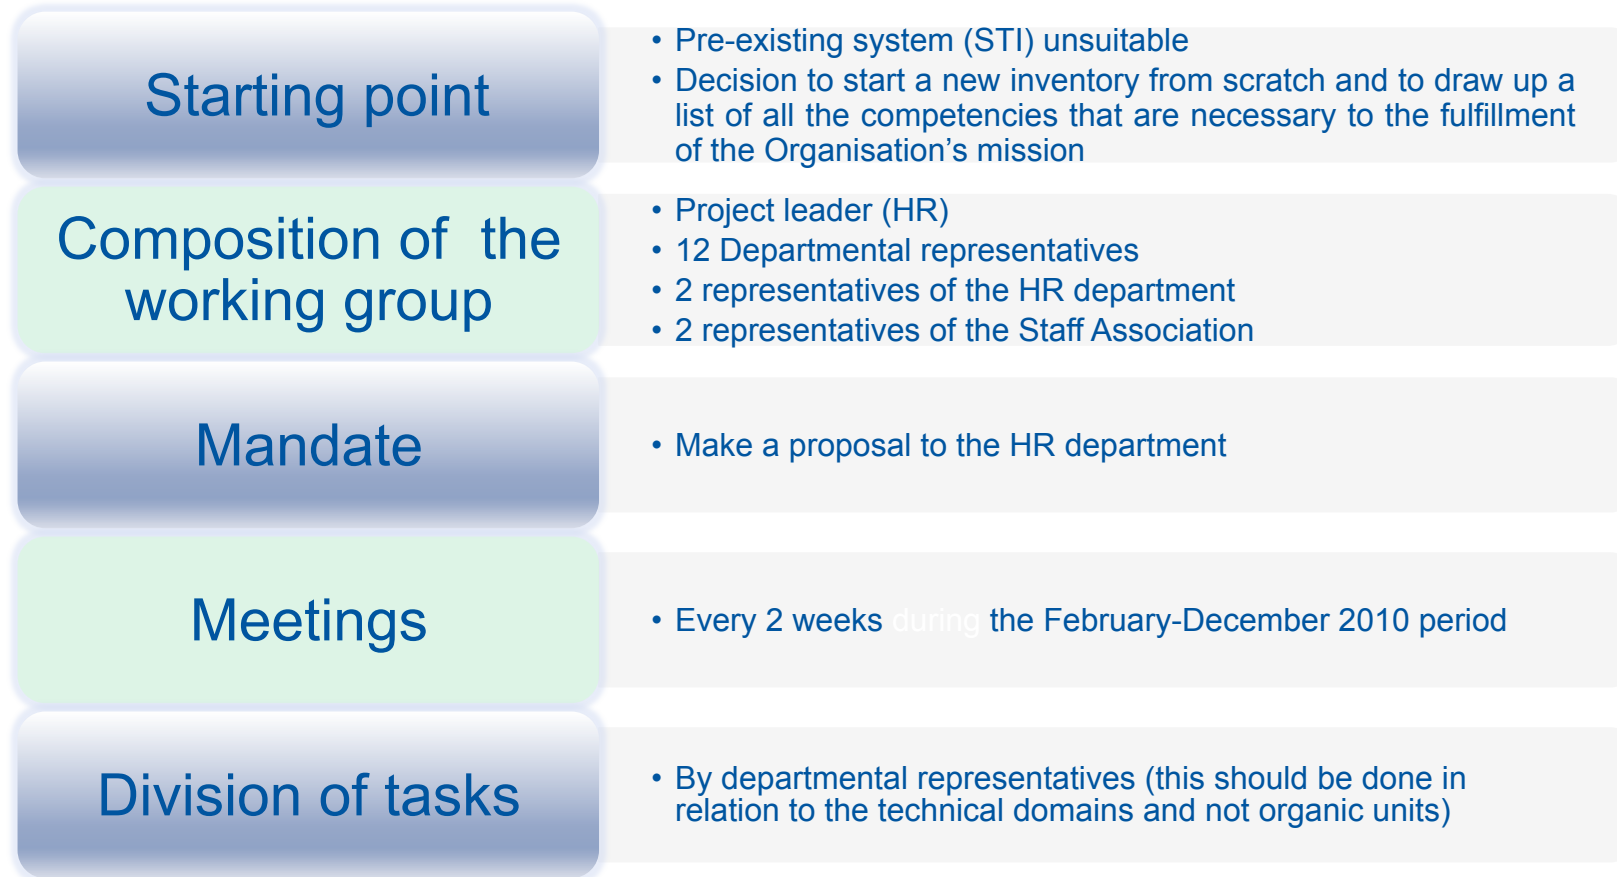 Starting point
• Pre-existing system (STI) unsuitable
• Decision to start a new inventory from scratch and to draw up a
list of all the competencies that are necessary to the fulfillment
of the Organisation’s mission
Composition of the
working group
• Project leader (HR)
• 12 Departmental representatives
• 2 representatives of the HR department
• 2 representatives of the Staff Association
Mandate
• Make a proposal to the HR department
Meetings
• Every 2 weeks during the February-December 2010 period
Division of tasks
• By departmental representatives (this should be done in
relation to the technical domains and not organic units)